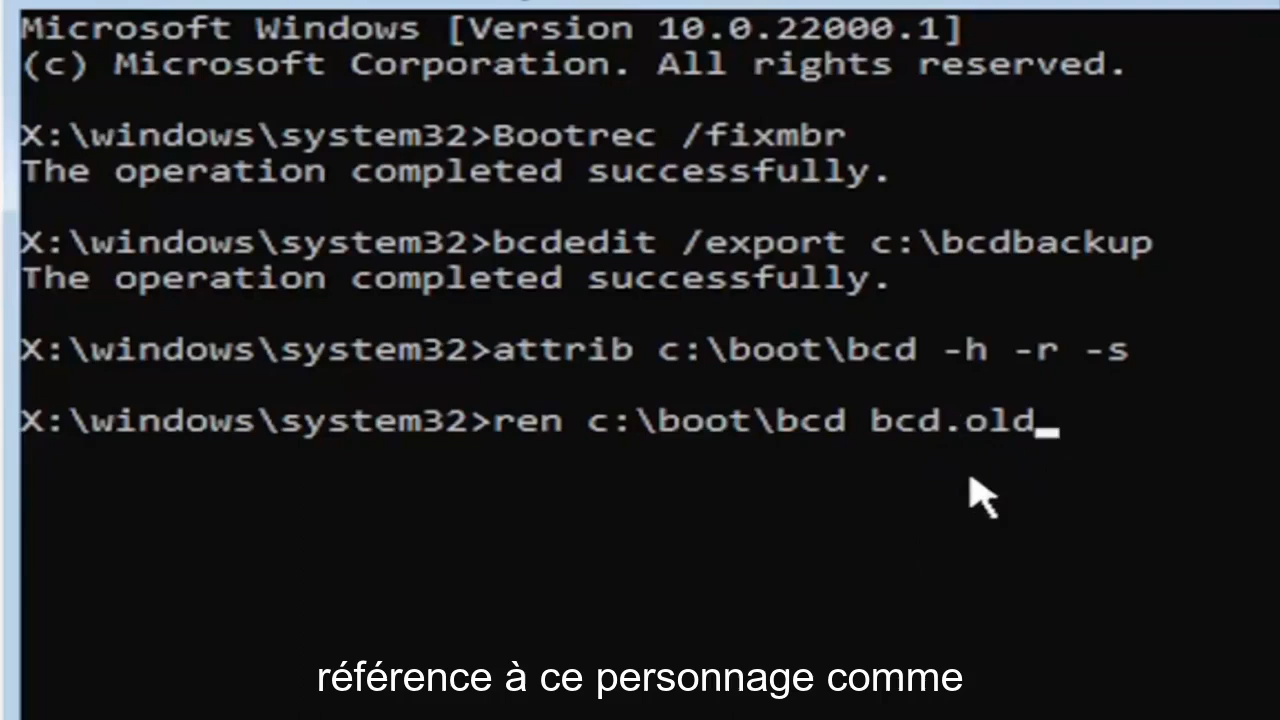 Microsoft Windows [Version 10.0.22000.1]
(c) Microsoft Corporation. All rights reserved.
X:\windows\system32>Bootrec /fixmbr
The operation completed successfully.
X:\windows\system32>bcdedit /export c:\bcdbackup
The operation completed successfully.
X:\windows\system32>attrib c:\boot\bcd -h -r -s
X:\windows\system32>ren c:\boot\bcd bcd.old
référence à ce personnage comme